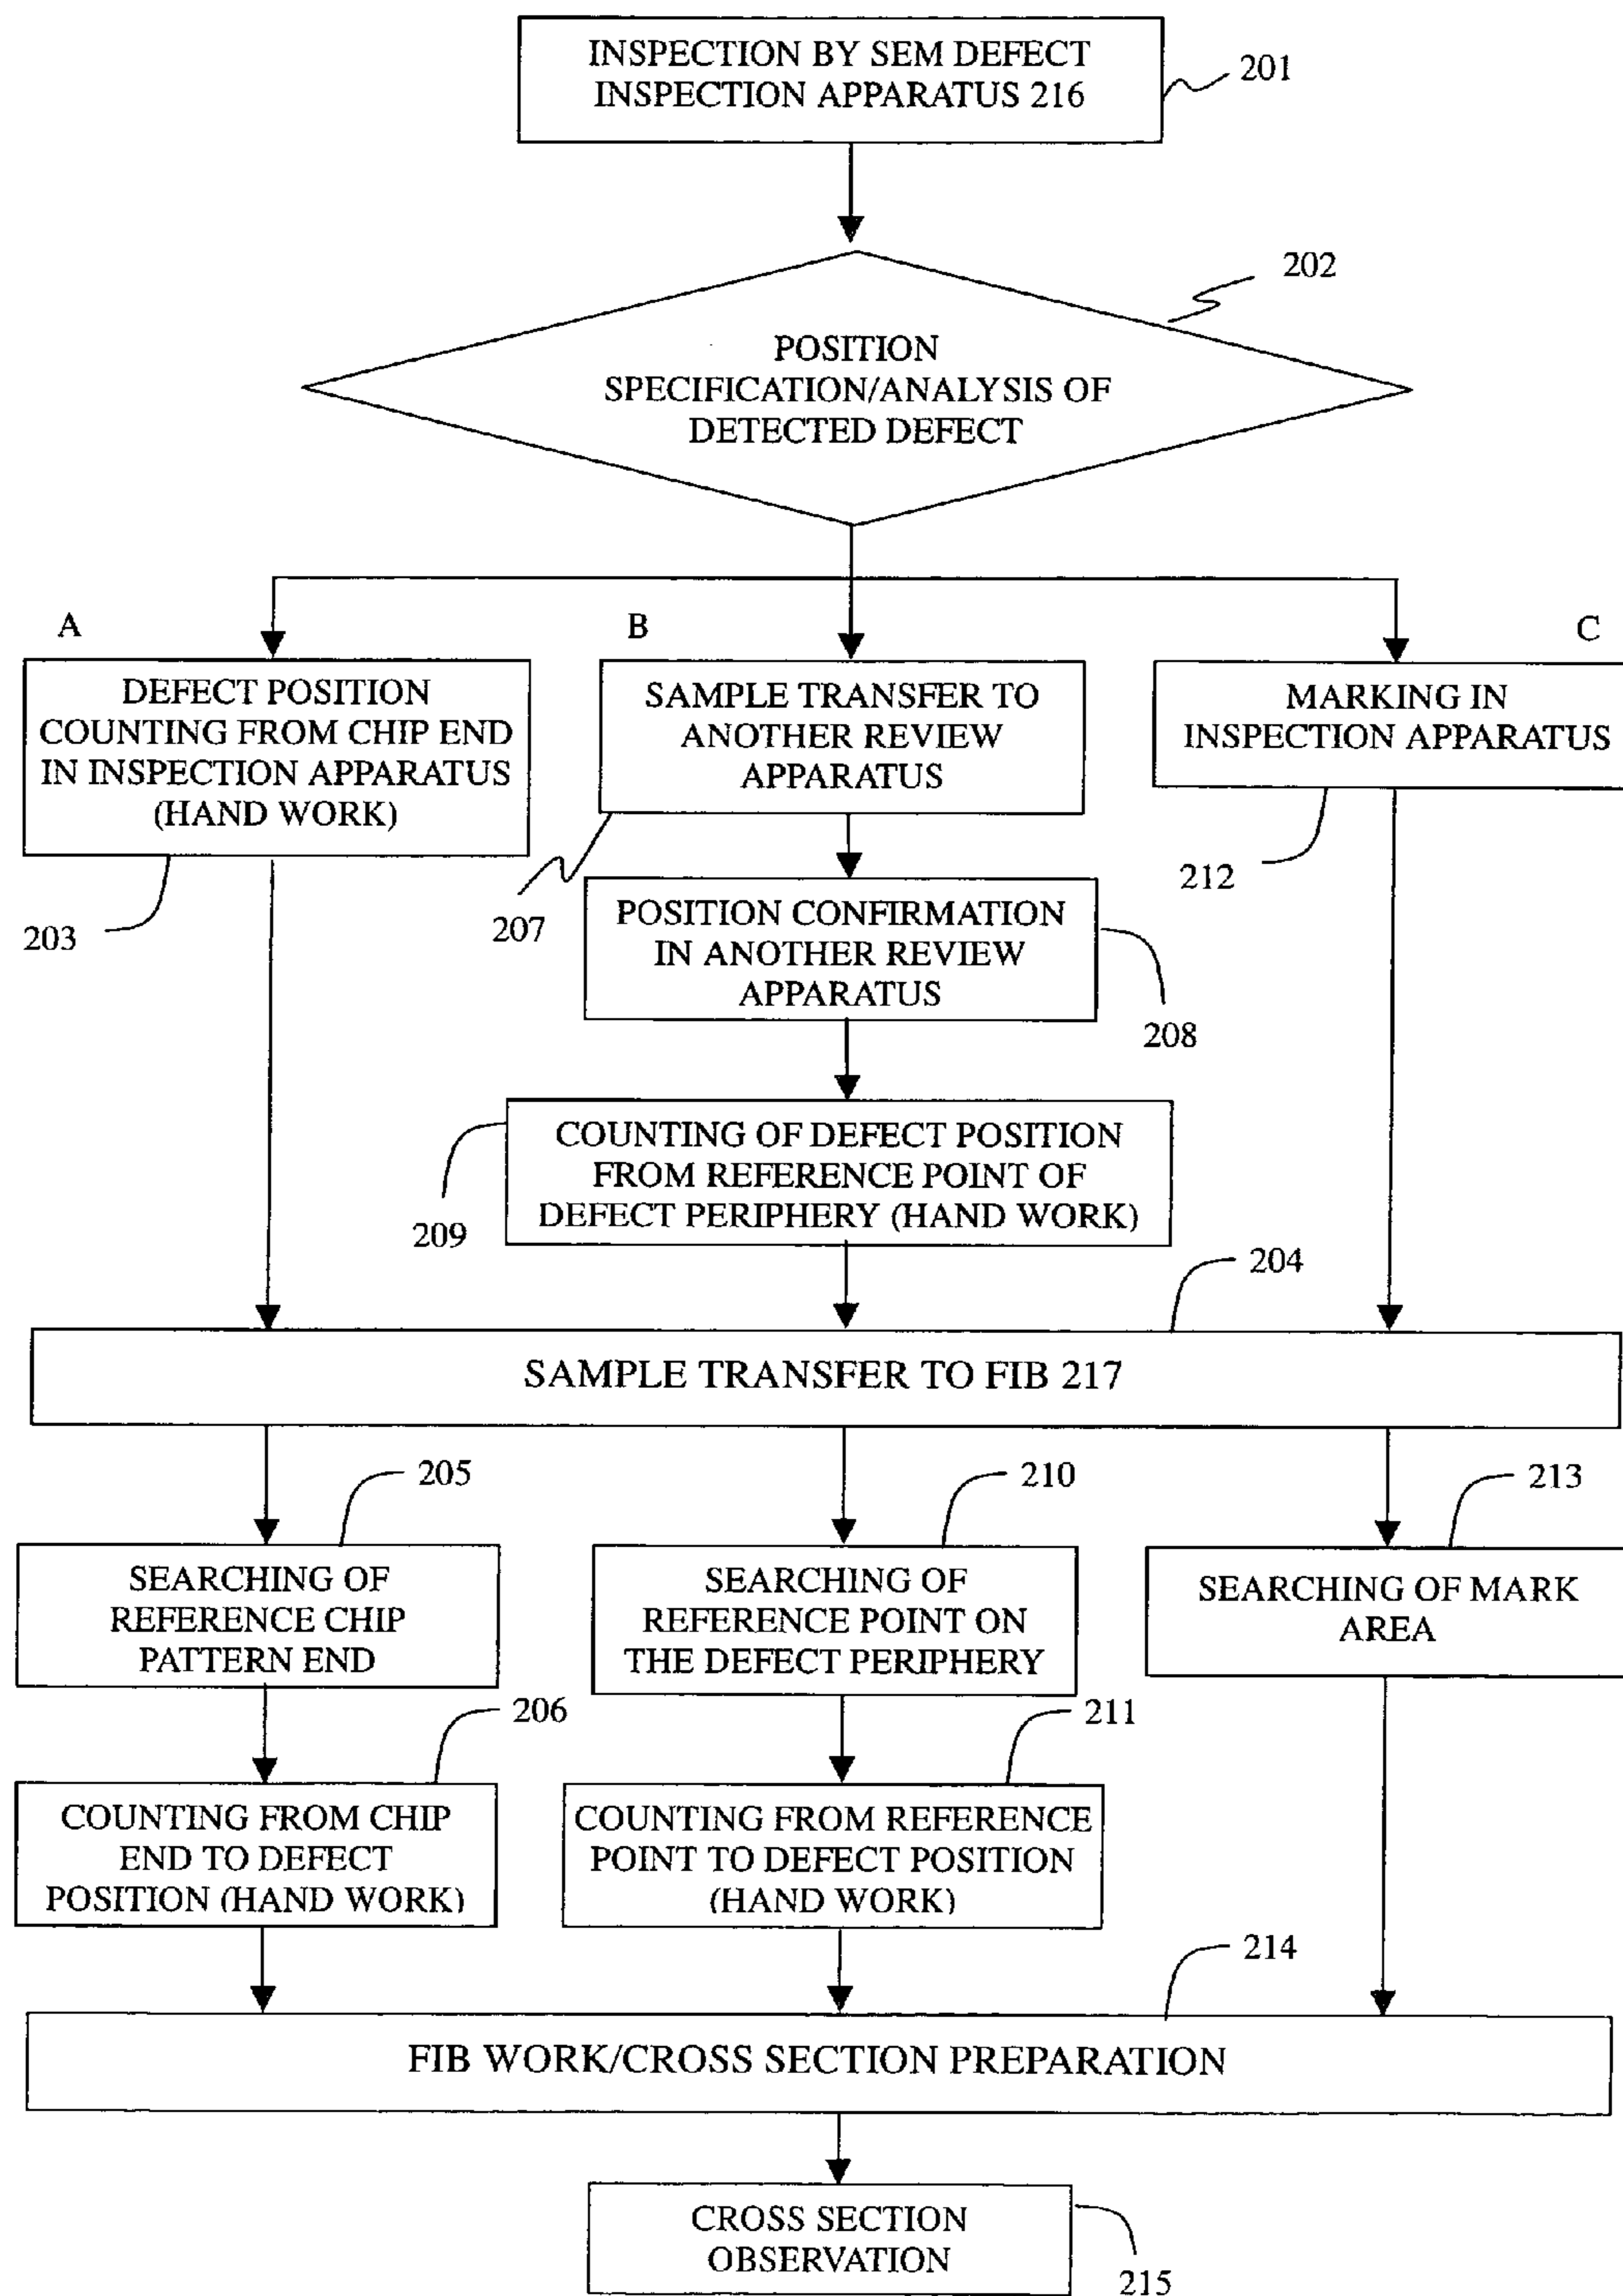 INSPECTION BY SEM DEFECT
INSPECTION APPARATUS 216
201
202
POSITION
SPECIFICATION/ANALYSIS OF
DETECTED DEFECT
A
B
C
DEFECT POSITION
COUNTING FROM CHIP END
IN INSPECTION APPARATUS
(HAND WORK)
203
SAMPLE TRANSFER TO
ANOTHER REVIEW
APPARATUS
207
MARKING IN
INSPECTION APPARATUS
212
POSITION CONFIRMATION
IN ANOTHER REVIEW
APPARATUS
208
COUNTING OF DEFECT POSITION
FROM REFERENCE POINT OF
DEFECT PERIPHERY (HAND WORK)
209
204
SAMPLE TRANSFER TO FIB 217
205
210
213
SEARCHING OF
REFERENCE CHIP
PATTERN END
SEARCHING OF
REFERENCE POINT ON
THE DEFECT PERIPHERY
SEARCHING OF MARK
AREA
206
211
COUNTING FROM CHIP
END TO DEFECT
POSITION (HAND WORK)
COUNTING FROM REFERENCE
POINT TO DEFECT POSITION
(HAND WORK)
214
FIB WORK/CROSS SECTION PREPARATION
CROSS SECTION
OBSERVATION
215